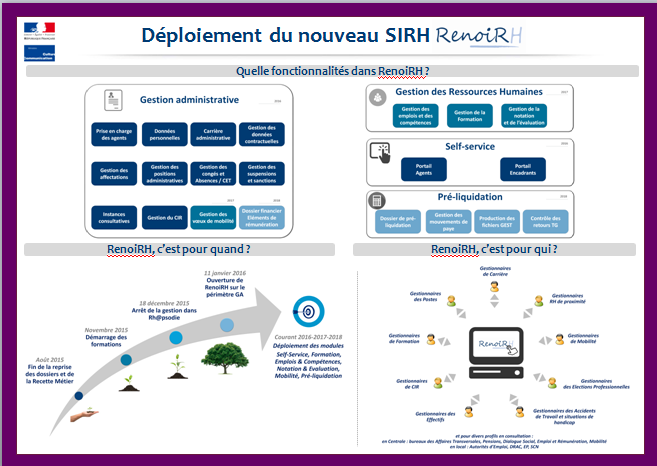 Déploiement du nouveau SIRH RenoiRH
RÉPUBLIQUE FRANÇAISE
Culture
Communication
Quelle fonctionnalités dans RenoiRH ?
Gestion administrative
2016
Prise en charge
des agents
Données
personnelles
Carrière
administrative
Gestion des
données
contractuelles
Gestion des
affectations
Gestion des
positions
administratives
Gestion des
congés et
Absences / CET
Gestion des
suspensions
et sanctions
2017
2018
Instances
consultatives
Gestion du CIR
Gestion des
vœux de mobilité
Dossier financier
Eléments de
rémunération
Gestion des Ressources Humaines
2017
Gestion des
emplois et des
compétences
Gestion de la
Formation
Gestion de la
notation
et de l'évaluation
Self-service
Portail
Agents
Portail
Encadrants
Pré-liquidation
2018
Dossier de pré-
liquidation
Gestion des
mouvements de
paye
Production des
fichiers GEST
Contrôle des
retours TG
RenoiRH, c'est pour quand ?
11 janvier 2016
Ouverture de
RenoiRH sur le
périmètre GA
18 décembre 2015
Arrêt de la gestion dans
Rh@psodie
Novembre 2015
Démarrage des
formations
Août 2015
Fin de la reprise
des dossiers et de
la Recette Métier
Courant 2016-2017-2018
Déploiement des modules
Self-Service, Formation,
Emplois & Compétences,
Notation & Evaluation,
Mobilité, Pré-liquidation
RenoiRH, c'est pour qui ?
Gestionnaires
de Carrière
Gestionnaires
des Postes
Gestionnaires
RH de proximité
Gestionnaires
de Formation
RenoiRH
Gestionnaires
de Mobilité
Gestionnaires
de CIR
Gestionnaires
des Elections Professionnelles
Gestionnaires des
Effectifs
Gestionnaires des Accidents
de Travail et situations de
handicap
et pour divers profils en consultation :
en Centrale : bureaux des Affaires Transversales, Pensions, Dialogue Social, Emploi et Rémunération, Mobilité
en local : Autorités d'Emploi, DRAC, EP, SCN